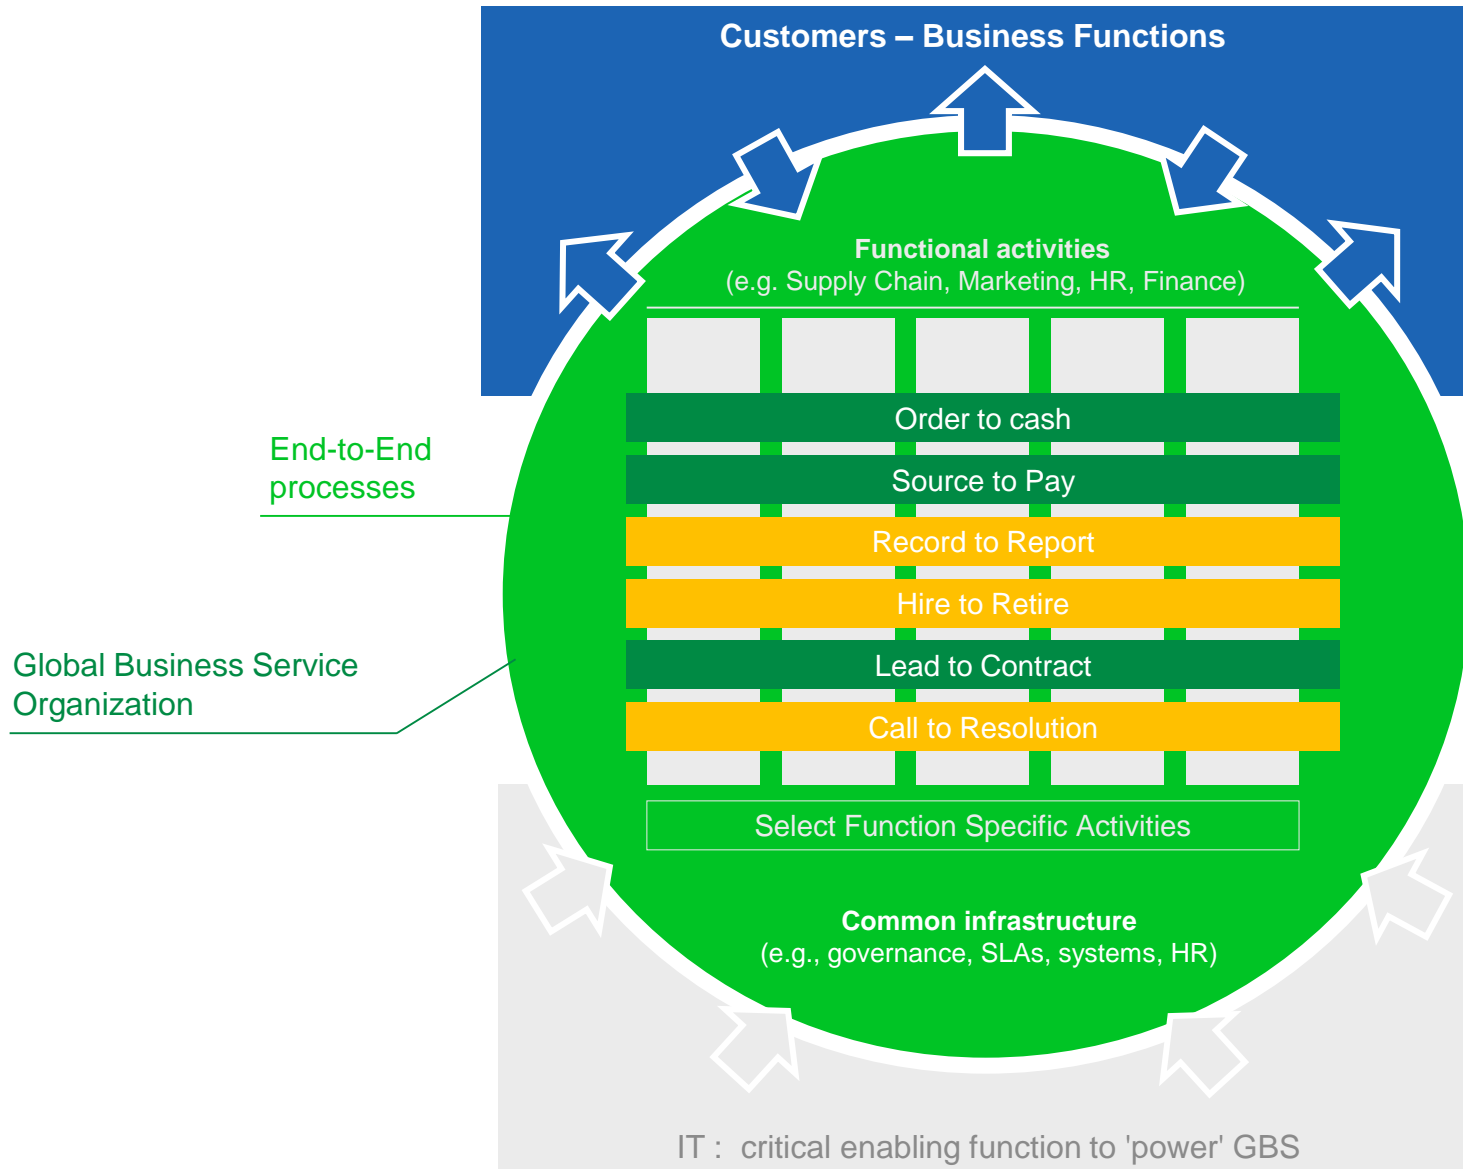 Customers – Business Functions
Functional activities
(e.g. Supply Chain, Marketing, HR, Finance)
Order to cash
End-to-End
processes
Source to Pay
Record to Report
Hire to Retire
Global Business Service
Organization
Lead to Contract
Call to Resolution
Select Function Specific Activities
Common infrastructure
(e.g., governance, SLAs, systems, HR)
IT :  critical enabling function to 'power' GBS